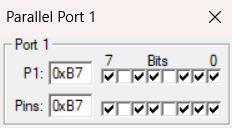 Parallel Port 1
Port 1
7 Bits 0
P1: 0xB7
Pins: 0xB7